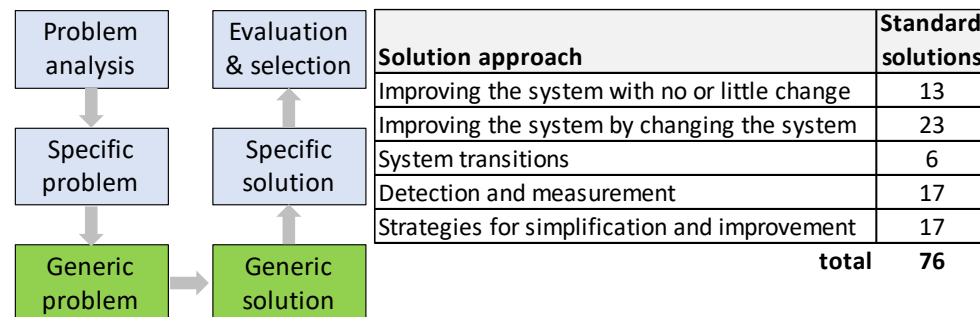 Problem
analysis
Evaluation
& selection
Specific
problem
Specific
solution
Generic
problem
Generic
solution
Solution approach Standard solutions
Improving the system with no or little change 13
Improving the system by changing the system 23
System transitions 6
Detection and measurement 17
Strategies for simplification and improvement 17
total 76